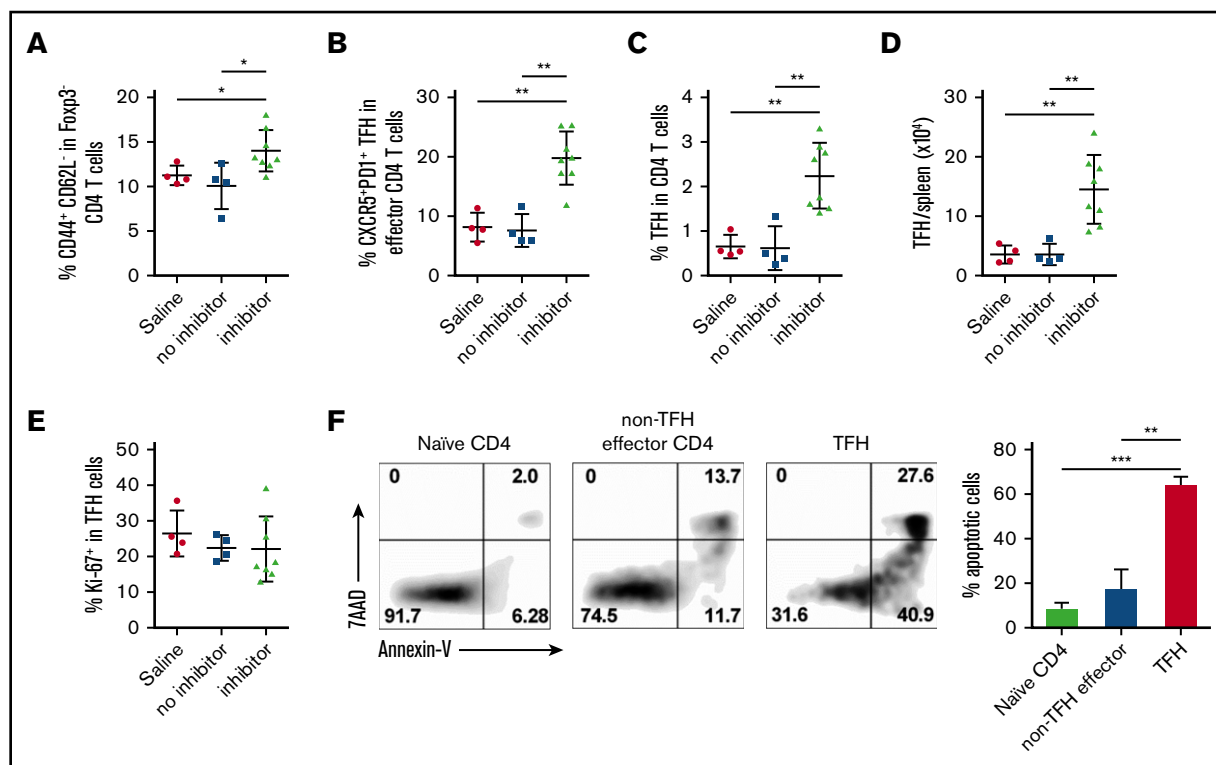 A
% CD44⁺ CD62L⁻ in Foxp3⁻
CD4 T cells
20
15
10
5
0
*
*
Saline
no inhibitor
inhibitor
B
% CXCR5⁺PD1⁺ TFH in
effector CD4 T cells
30
20
10
0
**
**
Saline
no inhibitor
inhibitor
C
% TFH in CD4 T cells
4
3
2
1
0
**
**
Saline
no inhibitor
inhibitor
D
TFH/spleen (x10⁴)
30
20
10
0
**
**
Saline
no inhibitor
inhibitor
E
% Ki-67⁺ in TFH cells
50
40
30
20
10
0
Saline
no inhibitor
inhibitor
F
Naïve CD4
0
2.0
91.7
6.28
non-TFH
effector CD4
0
13.7
74.5
11.7
TFH
0
27.6
31.6
40.9
7AAD
Annexin-V
% apoptotic cells
80
60
40
20
0
**
***
Naïve CD4
non-TFH effector
TFH